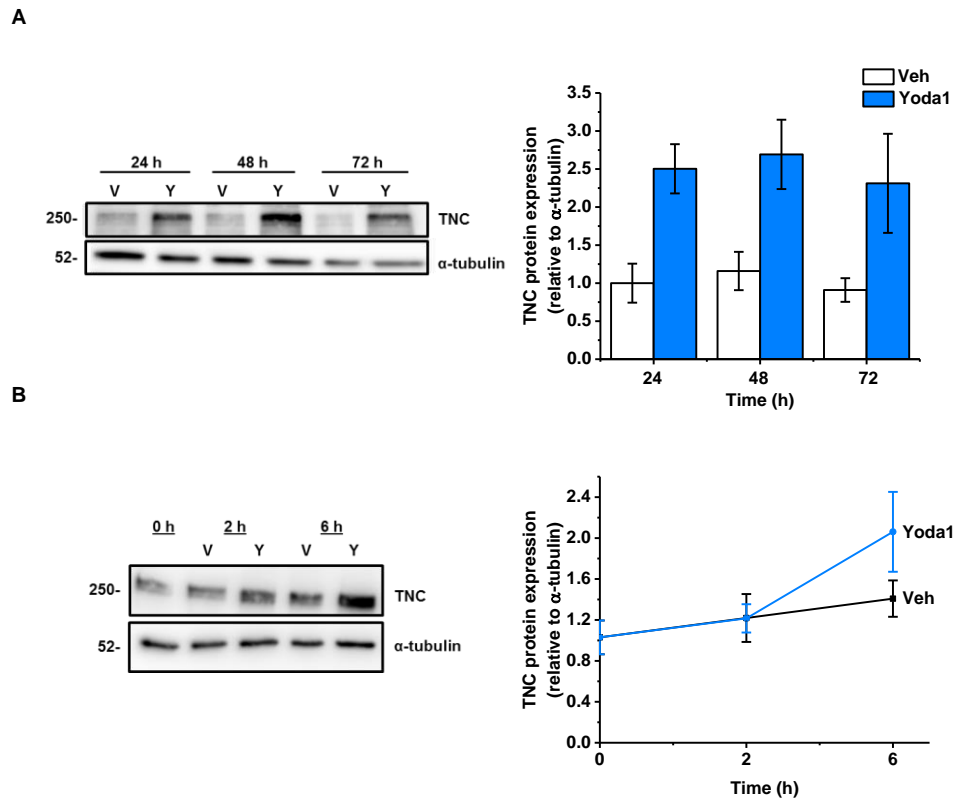 A
24 h 48 h 72 h
V Y V Y V Y
250- TNC
52- α-tubulin
Veh
Yoda1
TNC protein expression
(relative to α-tubulin)
3.5
3.0
2.5
2.0
1.5
1.0
0.5
0.0
24 48 72
Time (h)
B
0 h 2 h 6 h
V Y V Y
250- TNC
52- α-tubulin
TNC protein expression
(relative to α-tubulin)
2.4
2.0
1.6
1.2
0.8
0.4
0.0
Yoda1
Veh
0 2 6
Time (h)